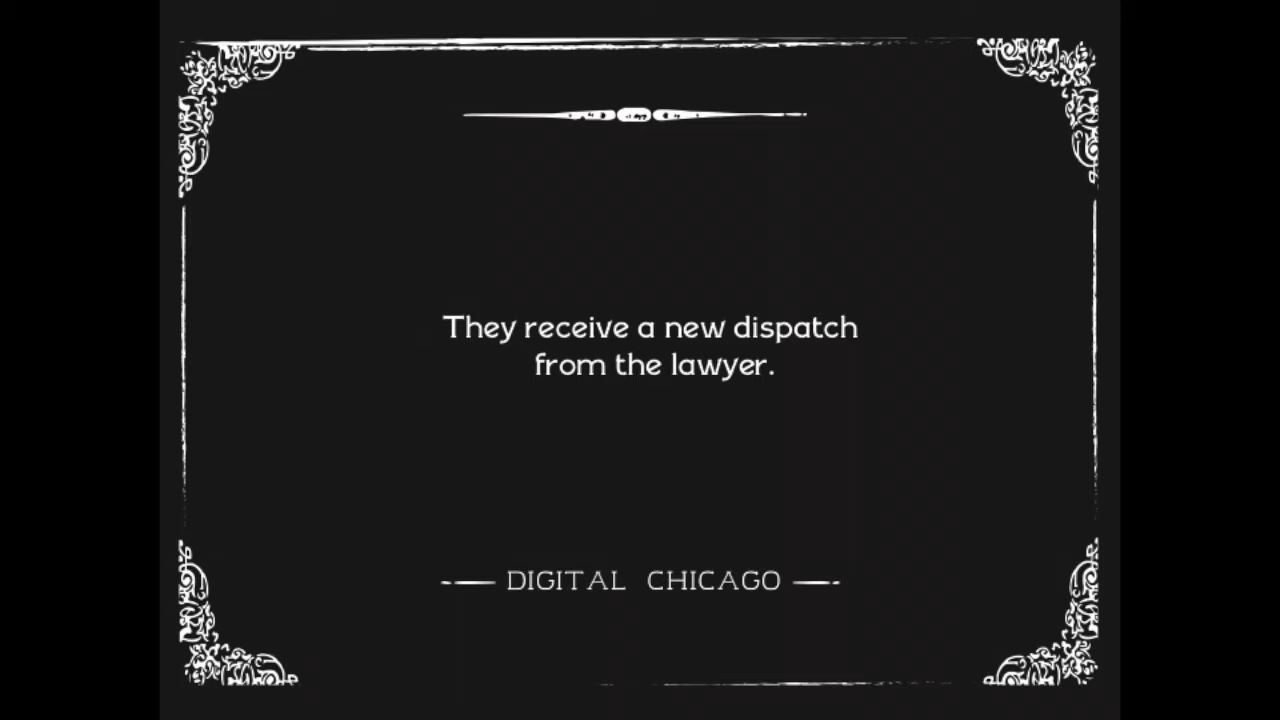 They receive a new dispatch
from the lawyer.
DIGITAL CHICAGO